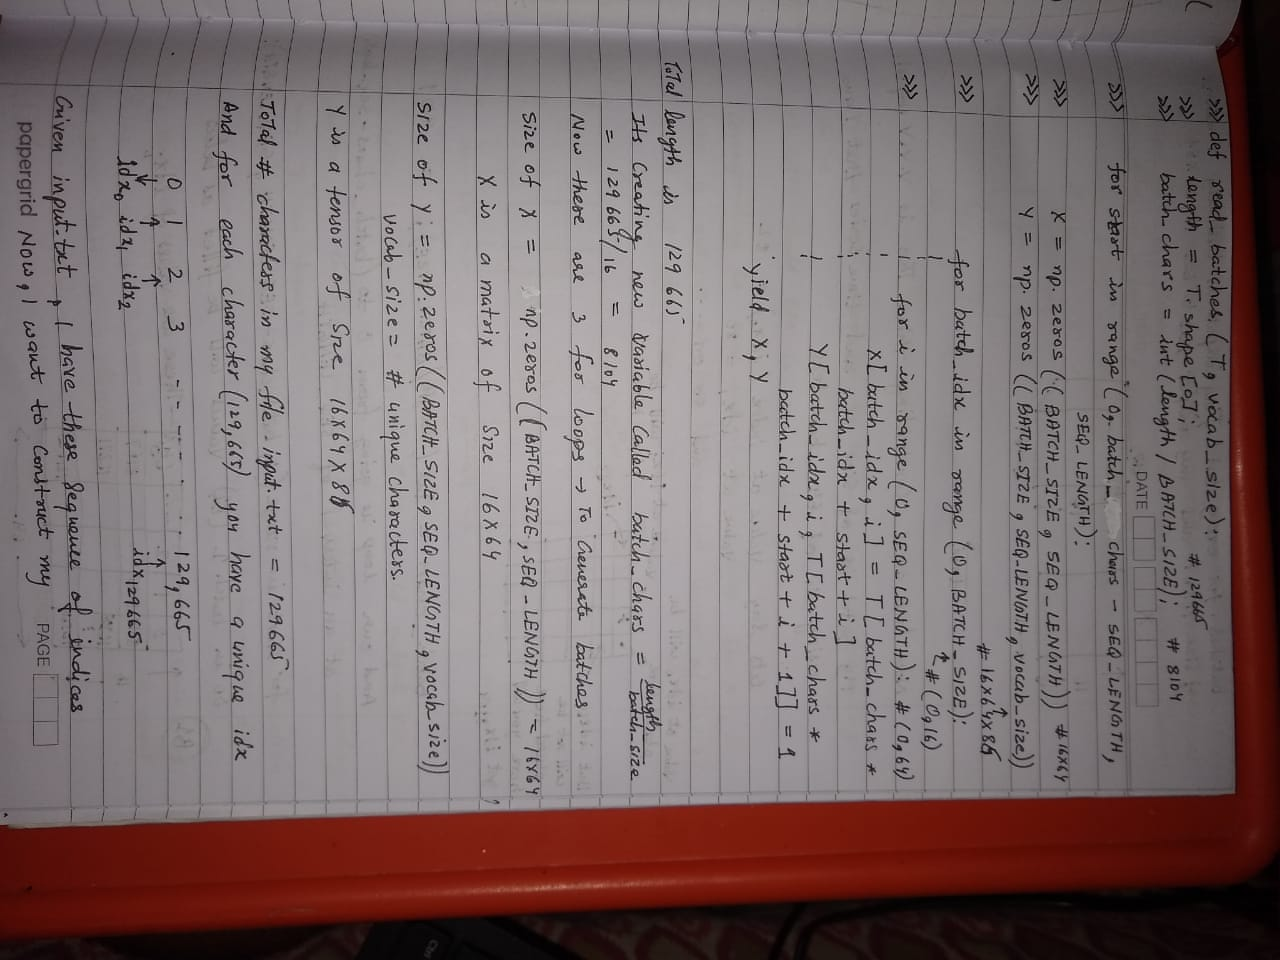 >>> def read_batches (T, vocab_size):
>>> length = T. shape [0]; # 129665
>>> batch_chars = int (length / BATCH_SIZE); # 8104
DATE
>>> for start in range (0, batch_ chars - SEQ_LENGTH,
SEQ_LENGTH):
>>> X = np. zeros ((BATCH_SIZE, SEQ_LENGTH)) # 16x64
>>> Y = np. zeros ((BATCH_SIZE, SEQ_LENGTH, vocab_size))
# 16x64x86
>>> for batch_idx in range (0, BATCH_SIZE):
# (0,16)
>>> for i in range (0, SEQ_LENGTH): # (0,64)
X [batch_idx, i] = T [batch_chars *
batch_idx + start + i]
Y [batch_idx, i, T [batch_chars *
batch_idx + start + i + 1]] = 1
yield X, Y
Total length is 129 665
Its Creating new Variable Called batch_chars = length/batch_size
= 129665/16 = 8104
Now there are 3 for loops → To Generate batches.
Size of X = np. zeros ((BATCH_SIZE, SEQ_LENGTH)) = 16x64
X is a matrix of Size 16x64,
Size of Y: = np. zeros ((BATCH_SIZE, SEQ_LENGTH, vocab_size))
vocab_size = # unique characters.
Y is a tensor of Size 16x64x86
Total # characters in my file input.txt = 129665
And for each character (129,665) you have a unique idx
0 1 2 3 - - - - . . . 129,665
idx0 idx1 idx2 idx129665
Given input.txt, I have these sequence of indices
papergrid Now, I want to construct my PAGE